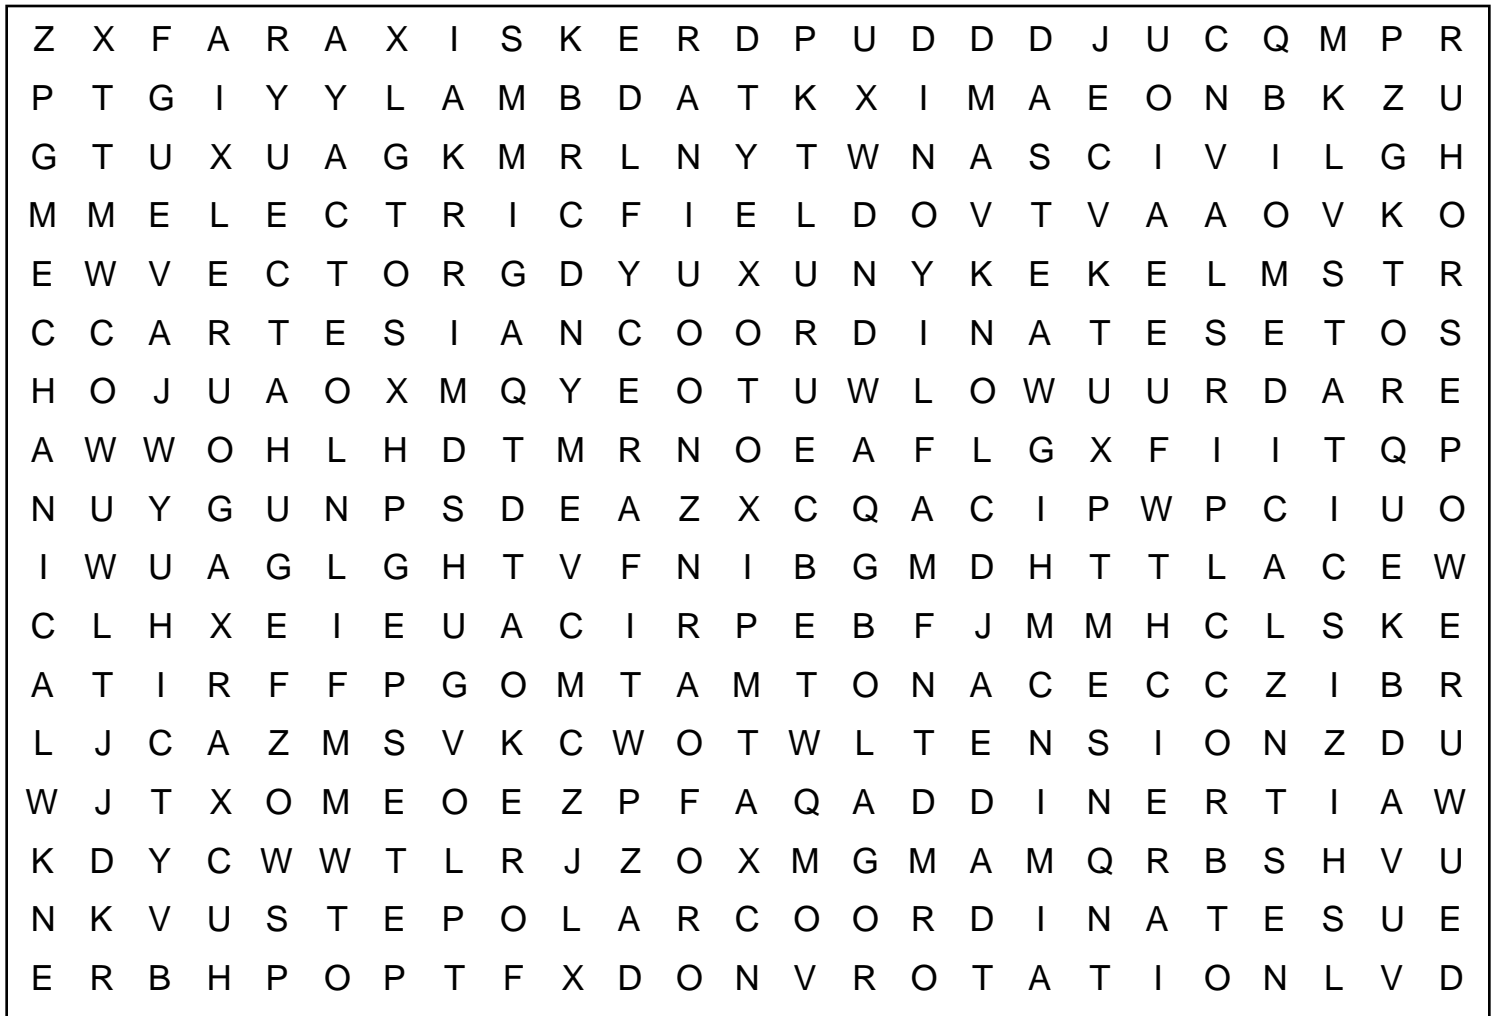 Z X F A R A X I S K E R D P U D D D J U C Q M P R
P T G I Y Y L A M B D A T K X I M A E O N B K Z U
G T U X U A G K M R L N Y T W N A S C I V I L G H
M M E L E C T R I C F I E L D O V T V A A O V K O
E W V E C T O R G D Y U X U N Y K E K E L M S T R
C C A R T E S I A N C O O R D I N A T E S E T O S
H O J U A O X M Q Y E O T U W L O W U U R D A R E
A W W O H L H D T M R N O E A F L G X F I I T Q P
N U Y G U N P S D E A Z X C Q A C I P W P C I U O
I W U A G L G H T V F N I B G M D H T T L A C E W
C L H X E I E U A C I R P E B F J M M H C L S K E
A T I R F F P G O M T A M T O N A C E C C Z I B R
L J C A Z M S V K C W O T W L T E N S I O N Z D U
W J T X O M E O E Z P F A Q A D D I N E R T I A W
K D Y C W W T L R J Z O X M G M A M Q R B S H V U
N K V U S T E P O L A R C O O R D I N A T E S U E
E R B H P O P T F X D O N V R O T A T I O N L V D